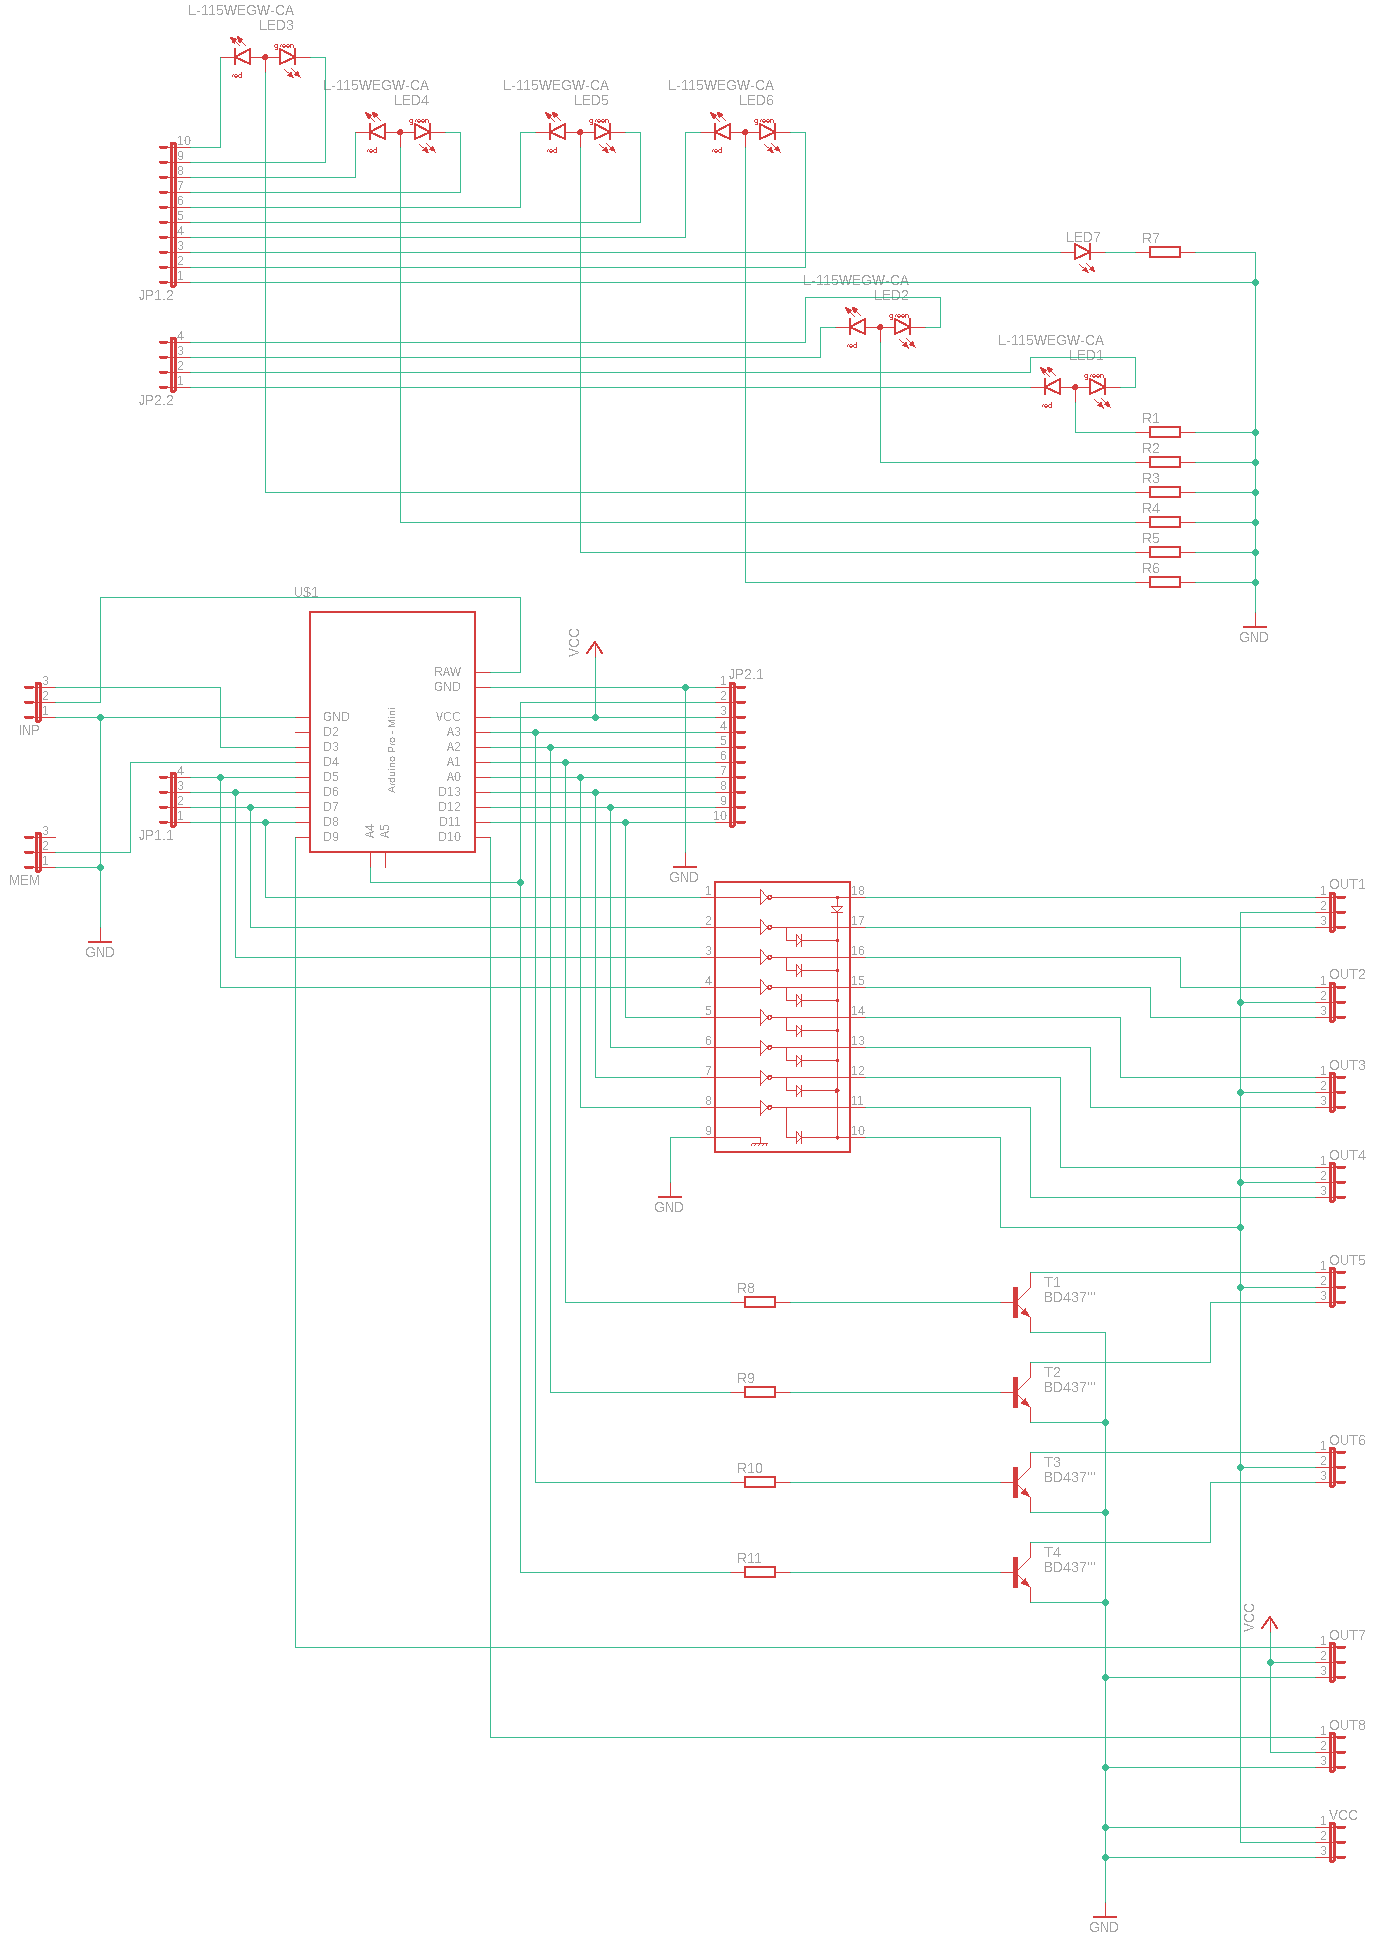 L-115WEGW-CA
LED3
green
red
L-115WEGW-CA
LED4
green
red
L-115WEGW-CA
LED5
green
red
L-115WEGW-CA
LED6
green
red
10
9
8
7
6
5
4
3
2
1
JP1.2
LED7
R7
L-115WEGW-CA
LED2
green
red
4
3
2
1
JP2.2
L-115WEGW-CA
LED1
green
red
R1
R2
R3
R4
R5
R6
GND
U$1
Arduino Pro - Mini
RAW
GND
GND
VCC
D2
A3
D3
A2
D4
A1
D5
A0
D6
D13
D7
D12
D8
D11
D9
D10
A4
A5
VCC
3
2
1
INP
4
3
2
1
JP1.1
3
2
1
MEM
GND
JP2.1
1
2
3
4
5
6
7
8
9
10
GND
1
2
3
4
5
6
7
8
9
18
17
16
15
14
13
12
11
10
GND
OUT1
1
2
3
OUT2
1
2
3
OUT3
1
2
3
OUT4
1
2
3
OUT5
1
2
3
R8
T1
BD437'''
R9
T2
BD437'''
OUT6
1
2
3
R10
T3
BD437'''
R11
T4
BD437'''
VCC
OUT7
1
2
3
OUT8
1
2
3
VCC
1
2
3
GND